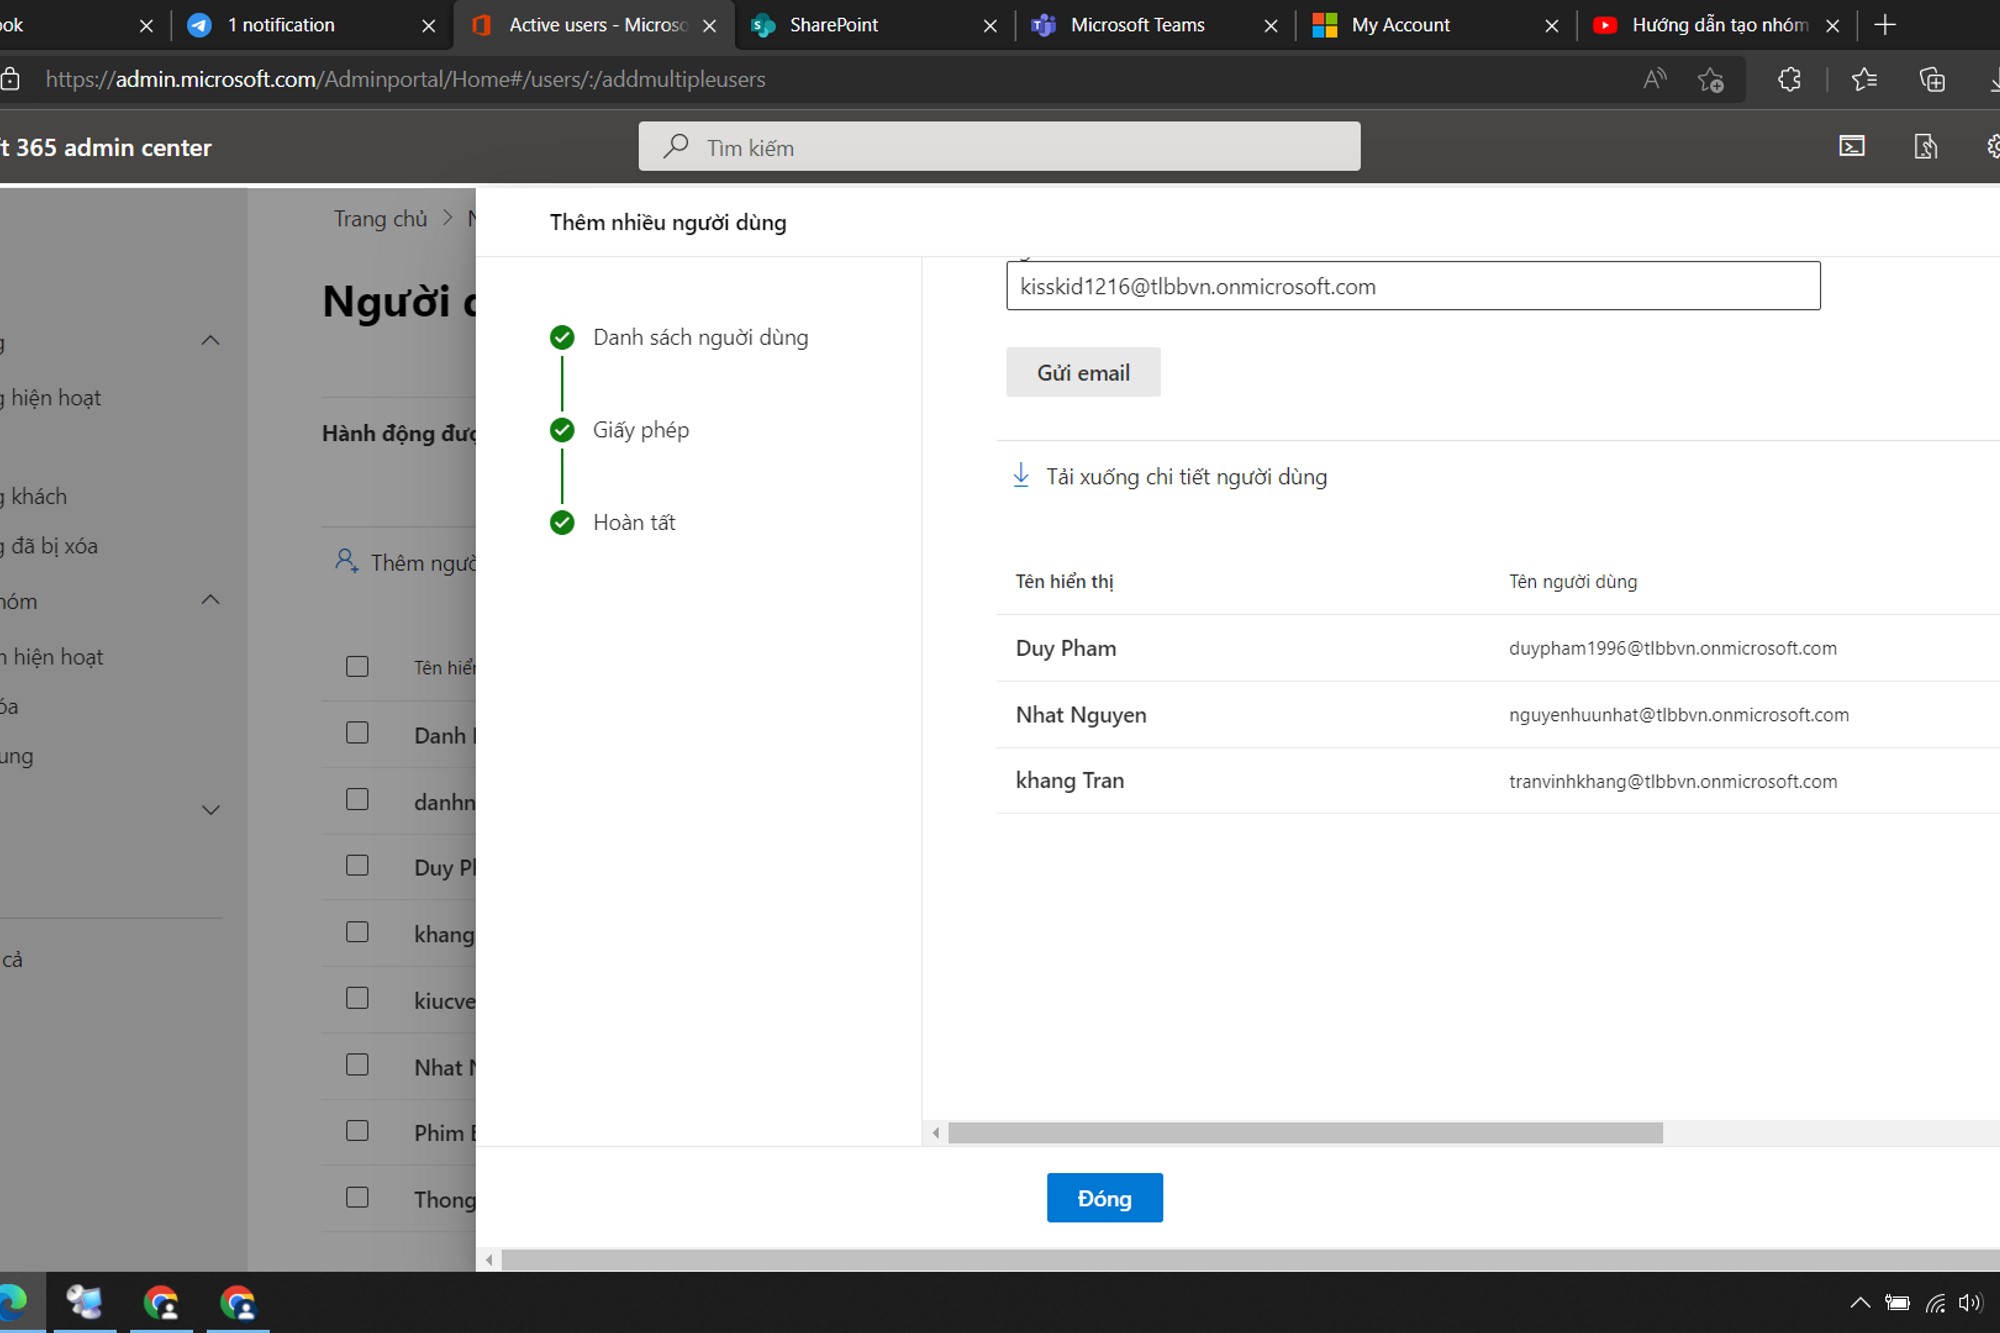 ook
1 notification
Active users - Microso
SharePoint
Microsoft Teams
My Account
Hướng dẫn tạo nhóm
https://admin.microsoft.com/Adminportal/Home#/users/:/addmultipleusers
ft 365 admin center
Tìm kiếm
Trang chủ > N
Người d
g
g hiện hoạt
g khách
g đã bị xóa
hóm
m hiện hoạt
óa
ung
cả
Hành động đượ
Thêm người
Tên hiển
Danh
danhn
Duy Ph
khang
kiucve
Nhat N
Phim
Thong
Thêm nhiều người dùng
Danh sách người dùng
Giấy phép
Hoàn tất
kisskid1216@tlbbvn.onmicrosoft.com
Gửi email
Tải xuống chi tiết người dùng
Tên hiển thị Tên người dùng
Duy Pham duypham1996@tlbbvn.onmicrosoft.com
Nhat Nguyen nguyenhuunhat@tlbbvn.onmicrosoft.com
khang Tran tranvinhkhang@tlbbvn.onmicrosoft.com
Đóng